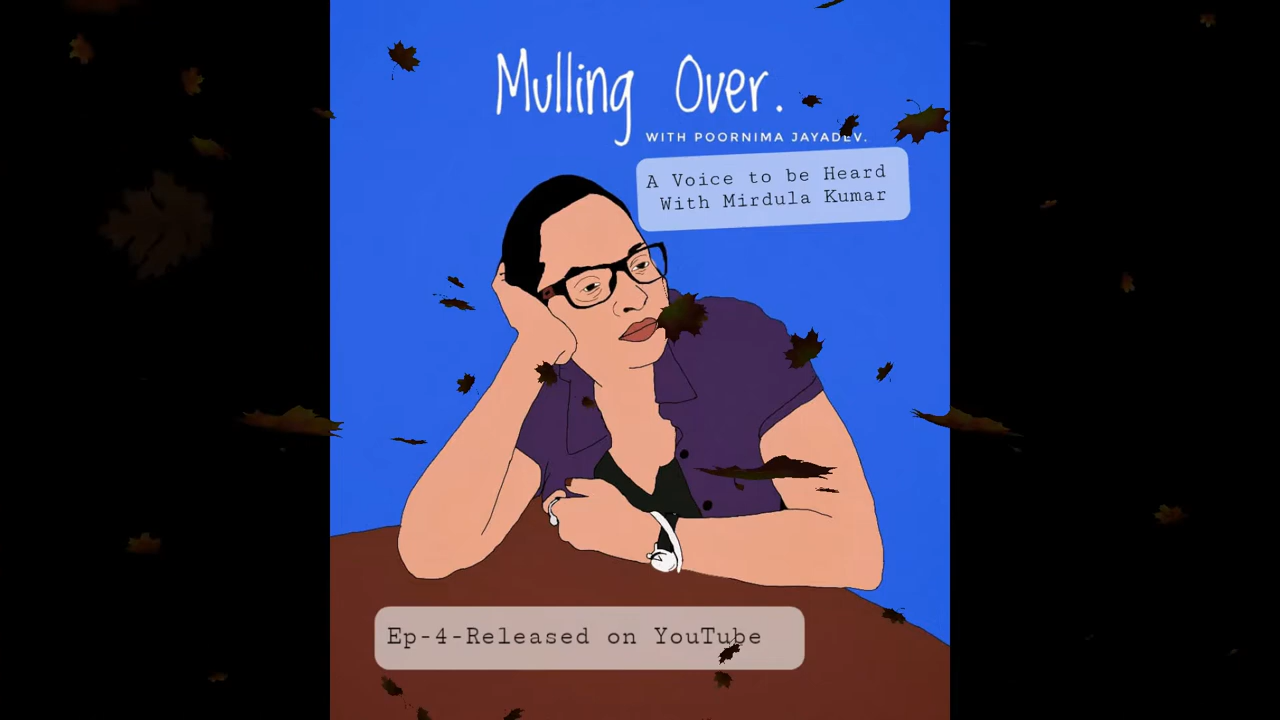 Mulling Over.
WITH POORNIMA JAYADEV.
A Voice to be Heard
With Mirdula Kumar
Ep-4-Released on YouTube